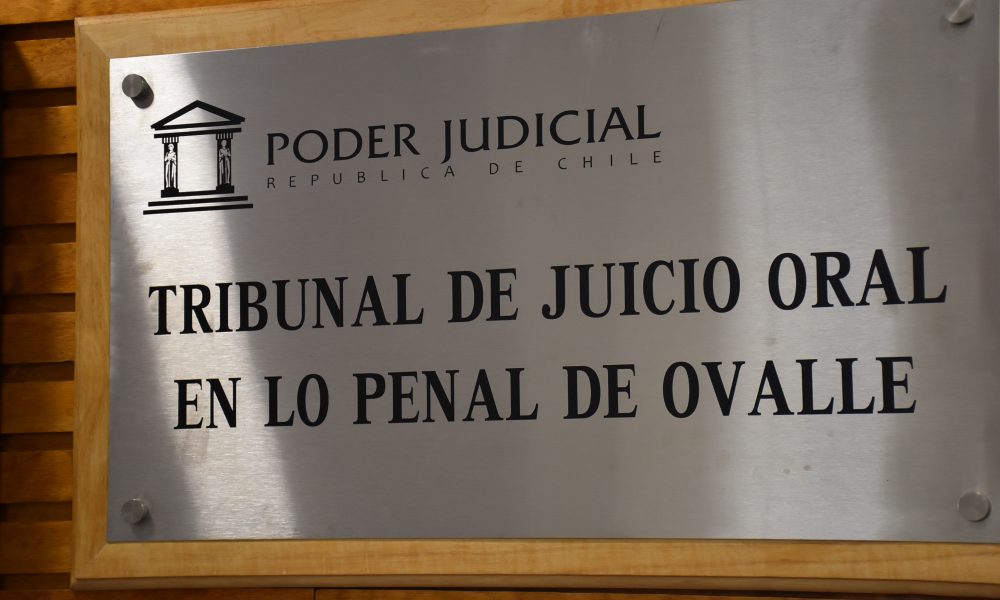 PODER JUDICIAL
REPUBLICA DE CHILE
TRIBUNAL DE JUICIO ORAL
EN LO PENAL DE OVALLE